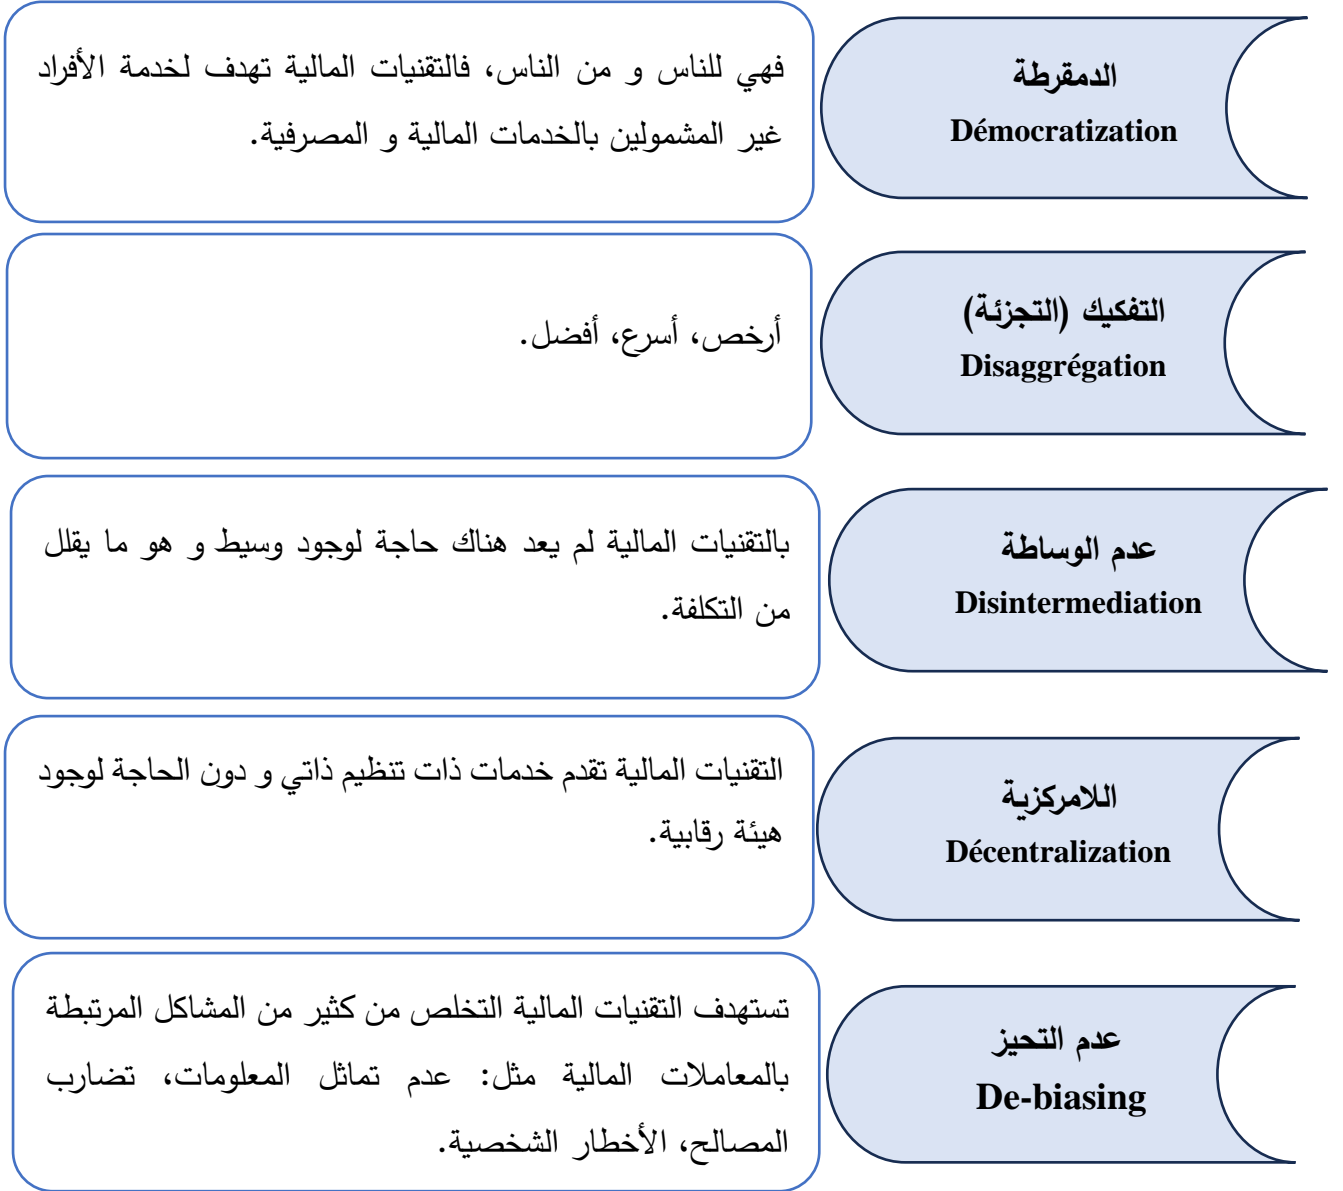 الدمقرطة
Démocratization
فهي للناس و من الناس، فالتقنيات المالية تهدف لخدمة الأفراد
غير المشمولين بالخدمات المالية و المصرفية.
التفكيك (التجزئة)
Disaggrégation
أرخص، أسرع، أفضل.
عدم الوساطة
Disintermediation
بالتقنيات المالية لم يعد هناك حاجة لوجود وسيط و هو ما يقلل
من التكلفة.
اللامركزية
Décentralization
التقنيات المالية تقدم خدمات ذات تنظيم ذاتي و دون الحاجة لوجود
هيئة رقابية.
عدم التحيز
De-biasing
تستهدف التقنيات المالية التخلص من كثير من المشاكل المرتبطة
بالمعاملات المالية مثل: عدم تماثل المعلومات، تضارب
المصالح، الأخطار الشخصية.